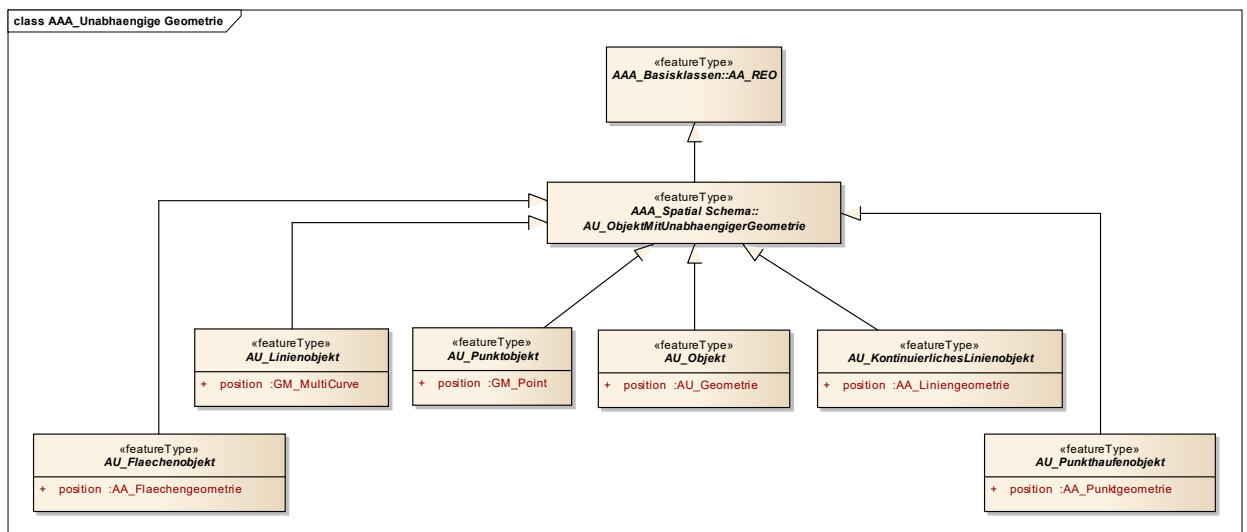 class AAA_Unabhaengige Geometrie
«featureType»
AAA_Basisklassen::AA_REO
«featureType»
AAA_Spatial Schema::
AU_ObjektMitUnabhaengigerGeometrie
«featureType»
AU_Linienobjekt
+ position :GM_MultiCurve
«featureType»
AU_Punktobjekt
+ position :GM_Point
«featureType»
AU_Objekt
+ position :AU_Geometrie
«featureType»
AU_KontinuierlichesLinienobjekt
+ position :AA_Liniengeometrie
«featureType»
AU_Flaechenobjekt
+ position :AA_Flaechengeometrie
«featureType»
AU_Punkthaufenobjekt
+ position :AA_Punktgeometrie